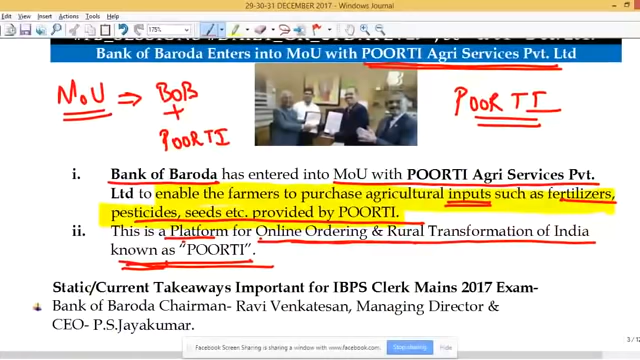 29-30-31 DECEMBER 2017 - Windows Journal
Actions Tools Help
175%
Bank of Baroda Enters into MoU with POORTI Agri Services Pvt. Ltd
MoU ⇒ BOB
+
POORTI
POORTI
i. Bank of Baroda has entered into MoU with POORTI Agri Services Pvt.
Ltd to enable the farmers to purchase agricultural inputs such as fertilizers,
pesticides, seeds etc. provided by POORTI.
ii. This is a Platform for Online Ordering & Rural Transformation of India
known as "POORTI".
Static/Current Takeaways Important for IBPS Clerk Mains 2017 Exam-
Bank of Baroda Chairman- Ravi Venkatesan, Managing Director &
CEO- P.S.Jayakumar.
3 / 12
Facebook Screen Sharing is sharing a window with www.facebook.com.
Stop sharing
Hide